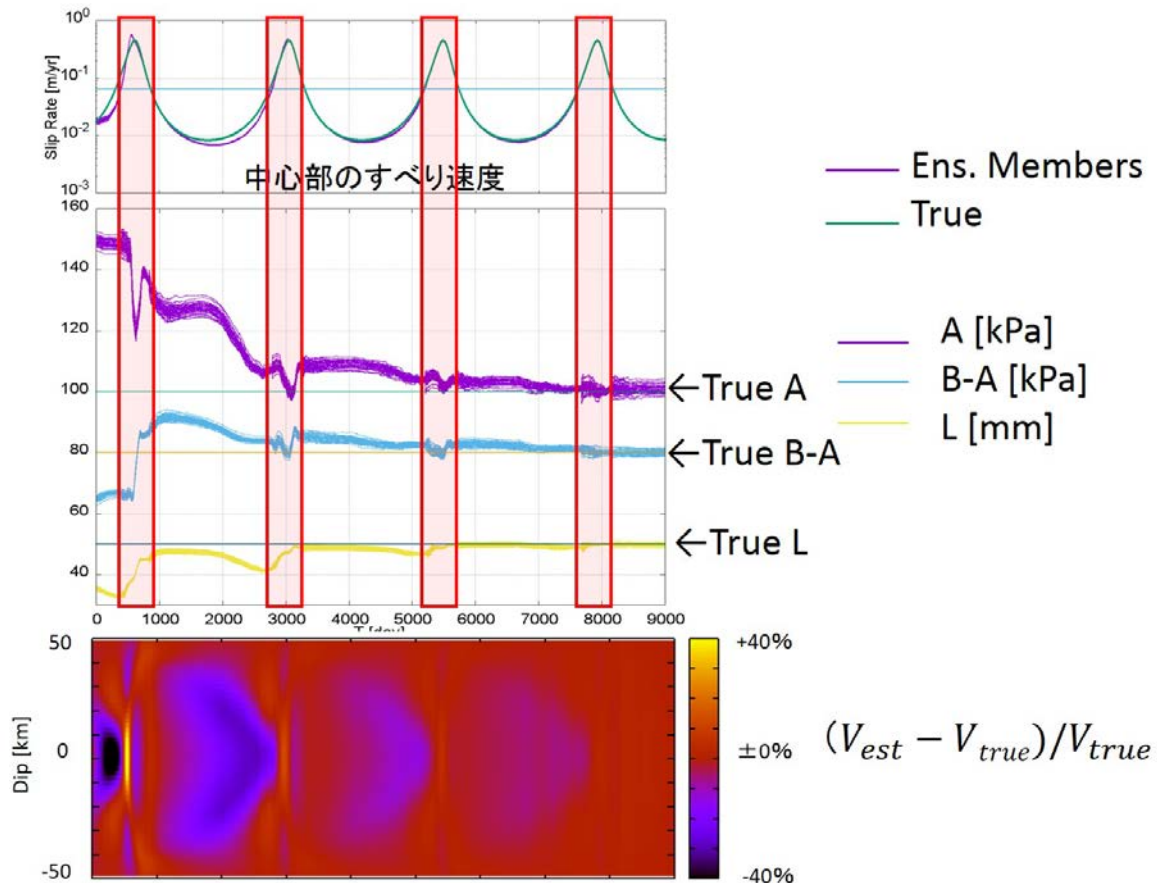 10⁰
10⁻¹
10⁻²
10⁻³
Slip Rate [m/yr]
中心部のすべり速度
Ens. Members
True
160
140
120
100
80
60
40
A [kPa]
B-A [kPa]
L [mm]
←True A
←True B-A
←True L
0 1000 2000 3000 4000 5000 6000 7000 8000 9000
T [day]
50
0
-50
Dip [km]
+40%
±0%
-40%
(V_est − V_true)/V_true